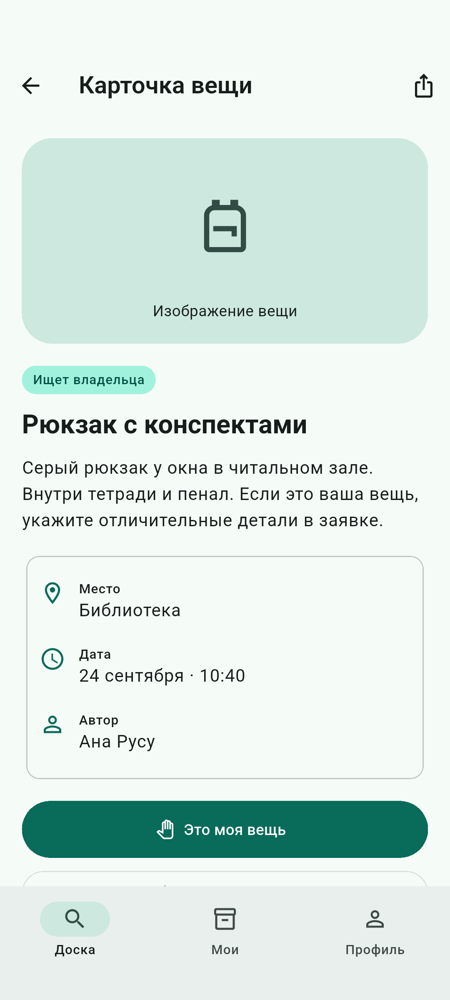 Карточка вещи
Изображение вещи
Ищет владельца
Рюкзак с конспектами
Серый рюкзак у окна в читальном зале.
Внутри тетради и пенал. Если это ваша вещь,
укажите отличительные детали в заявке.
Место
Библиотека
Дата
24 сентября · 10:40
Автор
Ана Русу
Это моя вещь
Доска
Мои
Профиль